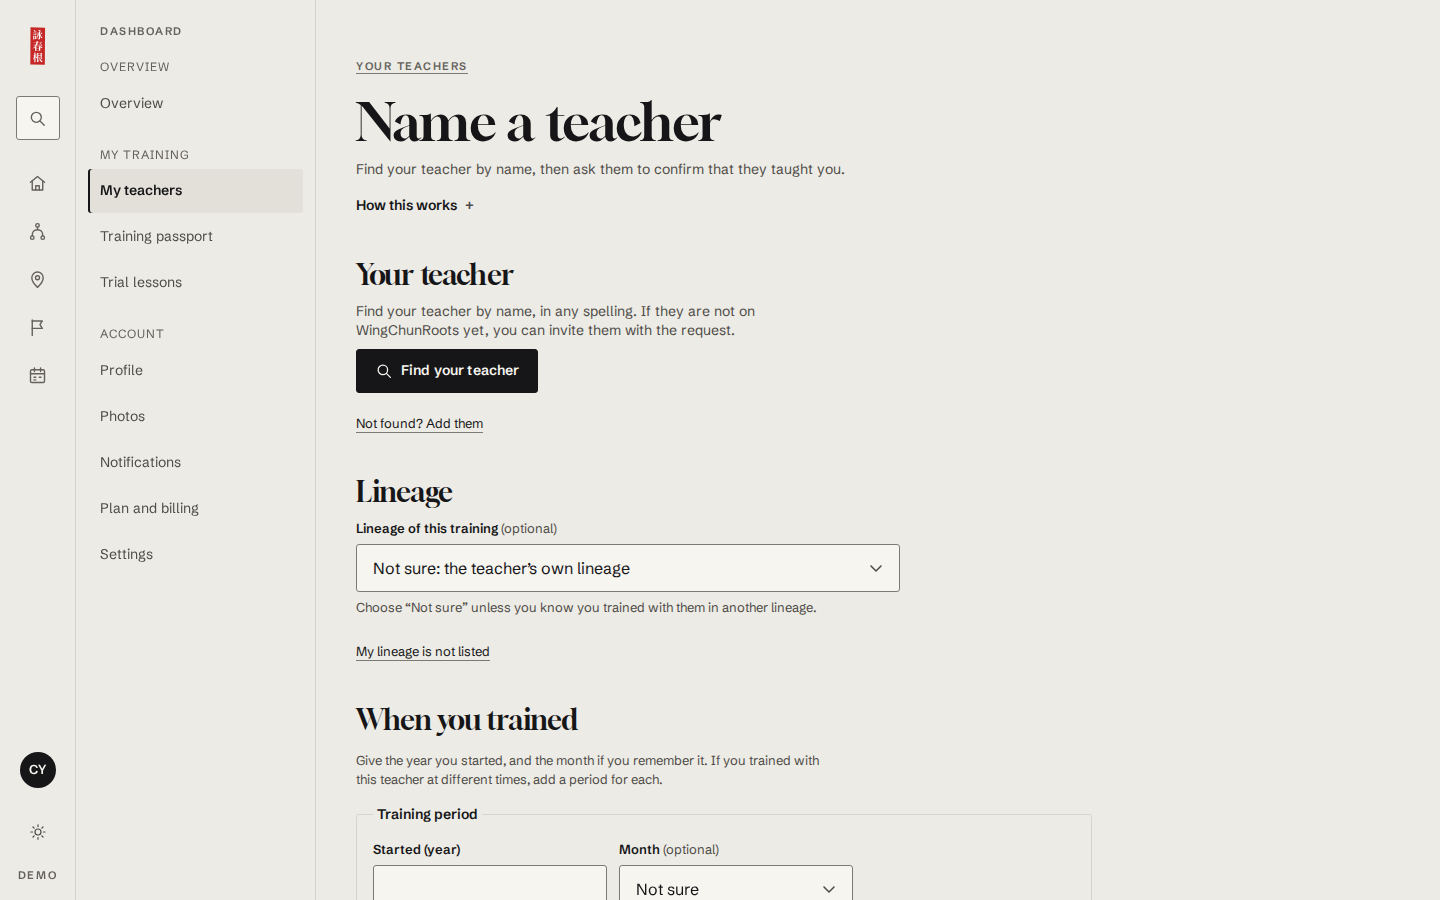 詠春根
DASHBOARD
OVERVIEW
Overview
MY TRAINING
My teachers
Training passport
Trial lessons
ACCOUNT
Profile
Photos
Notifications
Plan and billing
Settings
CY
DEMO
YOUR TEACHERS
Name a teacher
Find your teacher by name, then ask them to confirm that they taught you.
How this works +
Your teacher
Find your teacher by name, in any spelling. If they are not on
WingChunRoots yet, you can invite them with the request.
Find your teacher
Not found? Add them
Lineage
Lineage of this training (optional)
Not sure: the teacher’s own lineage
Choose “Not sure” unless you know you trained with them in another lineage.
My lineage is not listed
When you trained
Give the year you started, and the month if you remember it. If you trained with
this teacher at different times, add a period for each.
Training period
Started (year)
Month (optional)
Not sure